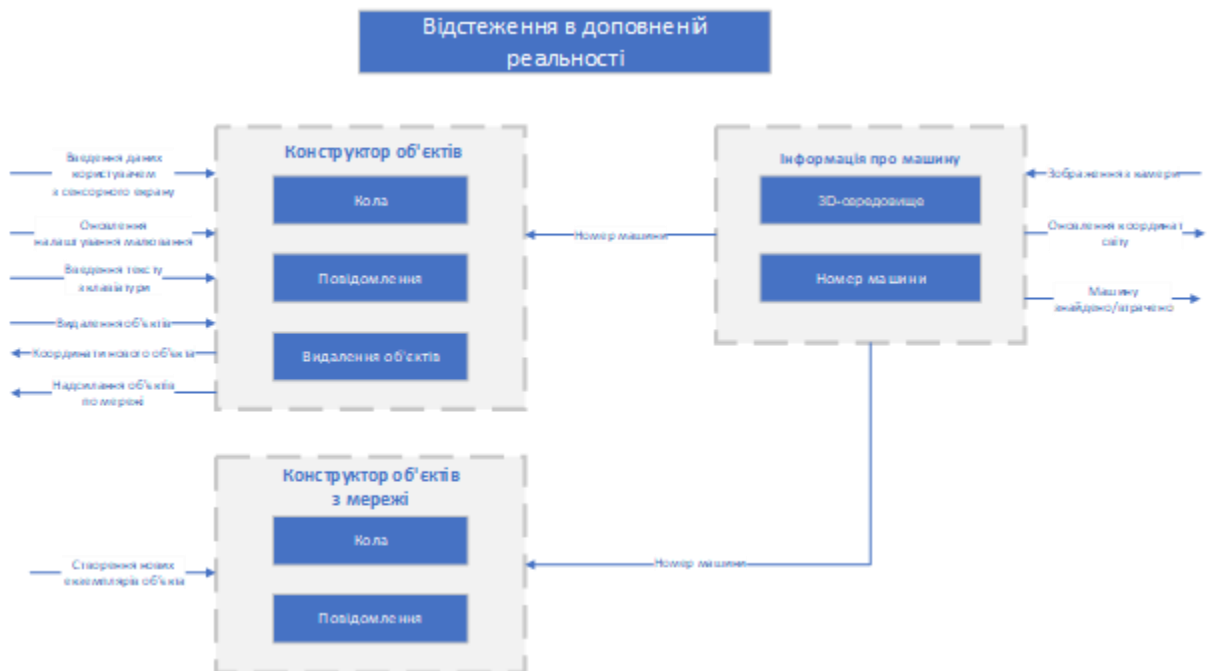 Відстеження в доповненій
реальності
Конструктор об'єктів
Кола
Повідомлення
Видалення об'єктів
Введення даних
користувачем
з сенсорного екрану
Оновлення
налаштування малювання
Введення тексту
з клавіатури
Видалення об'єктів
Координати нового об'єкта
Надсилання об'єктів
по мережі
Номер машини
Інформація про машину
3D-середовище
Номер машини
Зображення з камери
Оновлення координат
світу
Машину
знайдено/втрачено
Конструктор об'єктів
з мережі
Кола
Повідомлення
Створення нових
екземплярів об'єктів
Номер машини